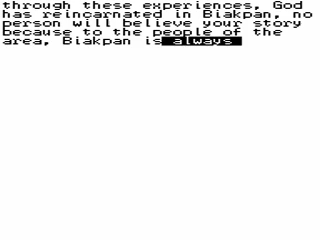 through these experiences, God
has reincarnated in Biakpan, no
person will believe your story
because to the people of the
area, Biakpan is always